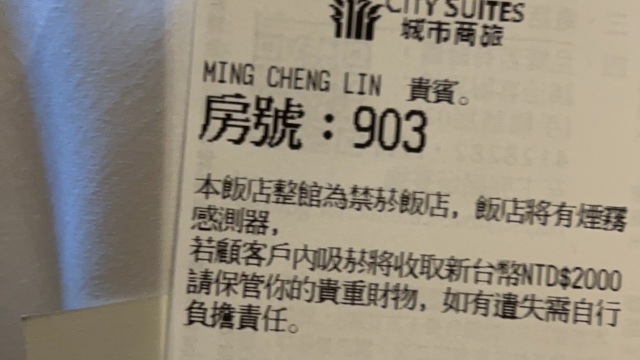 CITY SUITES
城市商旅
MING CHENG LIN 貴賓。
房號：903
本飯店整館為禁菸飯店，飯店將有煙霧
感測器，
若顧客戶內吸菸將收取新台幣NTD$2000
請保管你的貴重財物，如有遺失需自行
負擔責任。